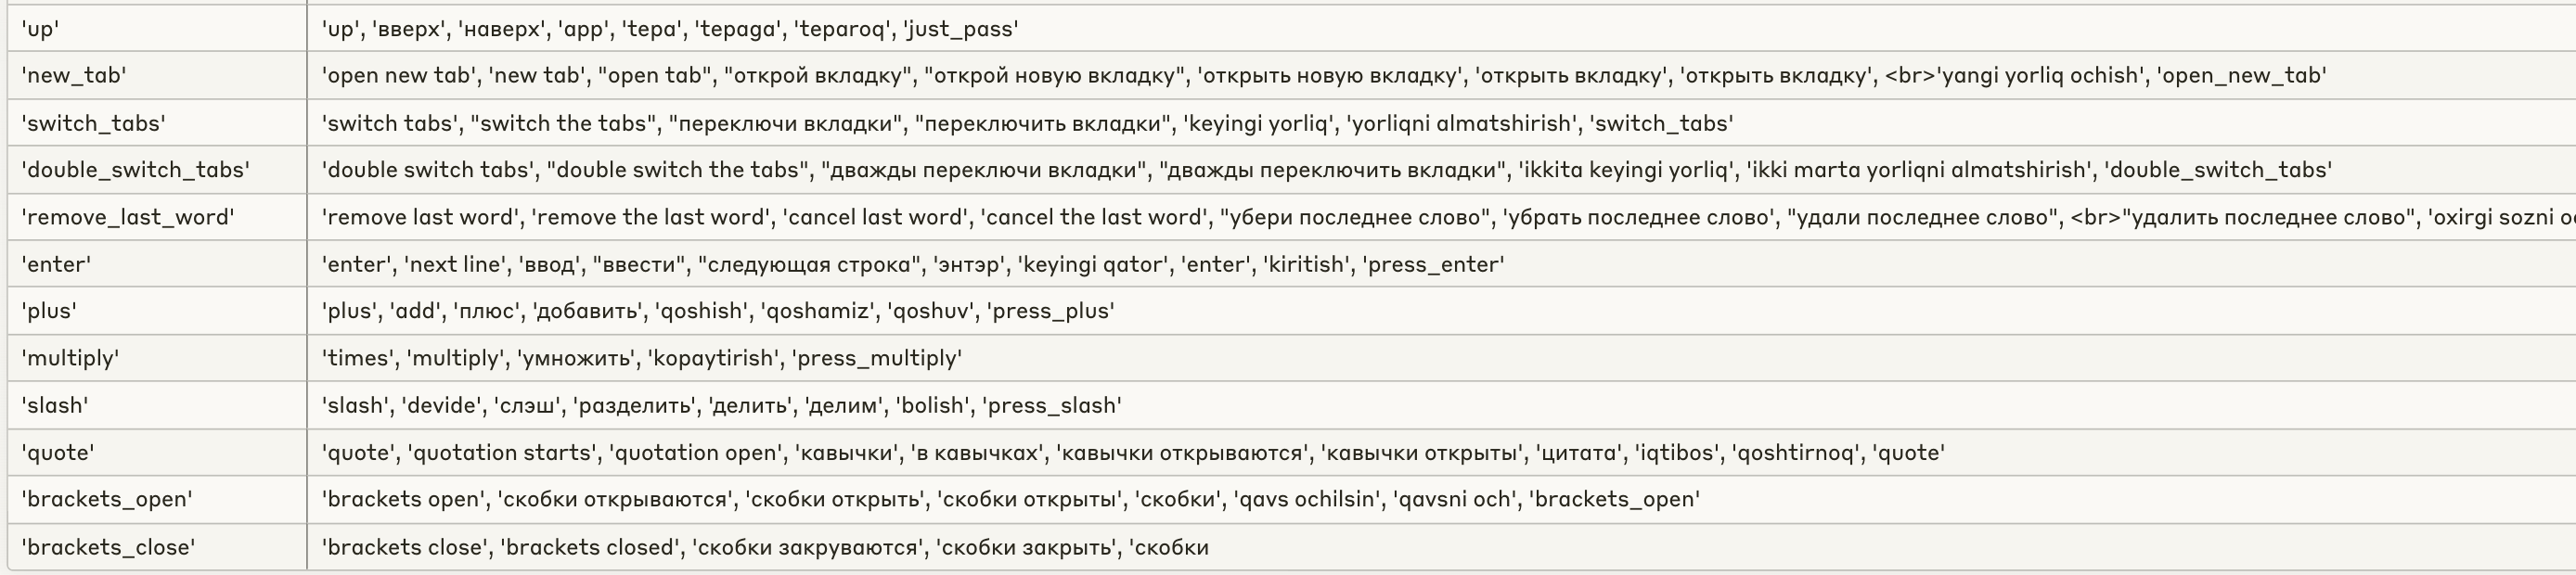 'up' 'up', 'вверх', 'наверх', 'app', 'tepa', 'tepaga', 'teparoq', 'just_pass'
'new_tab' 'open new tab', 'new tab', "open tab", "открой вкладку", "открой новую вкладку", 'открыть новую вкладку', 'открыть вкладку', 'открыть вкладку', <br>'yangi yorliq ochish', 'open_new_tab'
'switch_tabs' 'switch tabs', "switch the tabs", "переключи вкладки", "переключить вкладки", 'keyingi yorliq', 'yorliqni almatshirish', 'switch_tabs'
'double_switch_tabs' 'double switch tabs', "double switch the tabs", "дважды переключи вкладки", "дважды переключить вкладки", 'ikkita keyingi yorliq', 'ikki marta yorliqni almatshirish', 'double_switch_tabs'
'remove_last_word' 'remove last word', 'remove the last word', 'cancel last word', 'cancel the last word', "убери последнее слово", 'убрать последнее слово', "удали последнее слово", <br>"удалить последнее слово", 'oxirgi sozni
'enter' 'enter', 'next line', 'ввод', "ввести", "следующая строка", 'энтэр', 'keyingi qator', 'enter', 'kiritish', 'press_enter'
'plus' 'plus', 'add', 'плюс', 'добавить', 'qoshish', 'qoshamiz', 'qoshuv', 'press_plus'
'multiply' 'times', 'multiply', 'умножить', 'kopaytirish', 'press_multiply'
'slash' 'slash', 'devide', 'слэш', 'разделить', 'делить', 'делим', 'bolish', 'press_slash'
'quote' 'quote', 'quotation starts', 'quotation open', 'кавычки', 'в кавычках', 'кавычки открываются', 'кавычки открыты', 'цитата', 'iqtibos', 'qoshtirnoq', 'quote'
'brackets_open' 'brackets open', 'скобки открываются', 'скобки открыть', 'скобки открыты', 'скобки', 'qavs ochilsin', 'qavsni och', 'brackets_open'
'brackets_close' 'brackets close', 'brackets closed', 'скобки закруваются', 'скобки закрыть', 'скобки